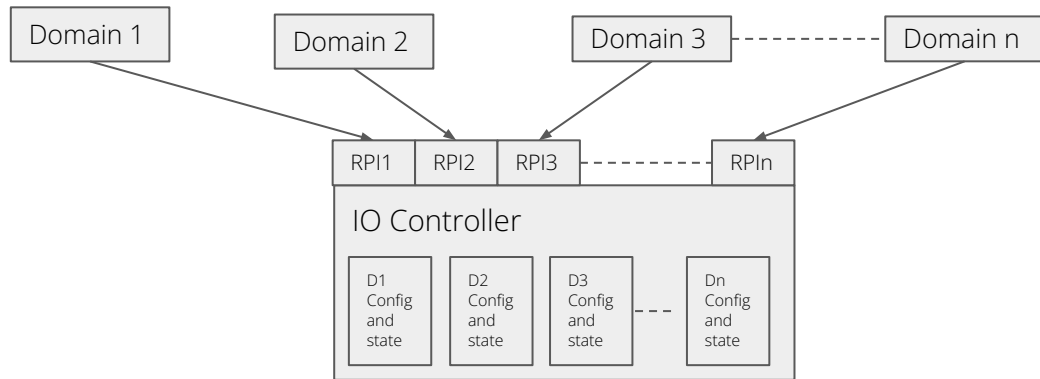 Domain 1
Domain 2
Domain 3
Domain n
RPI1
RPI2
RPI3
RPIn
IO Controller
D1
Config
and
state
D2
Config
and
state
D3
Config
and
state
Dn
Config
and
state